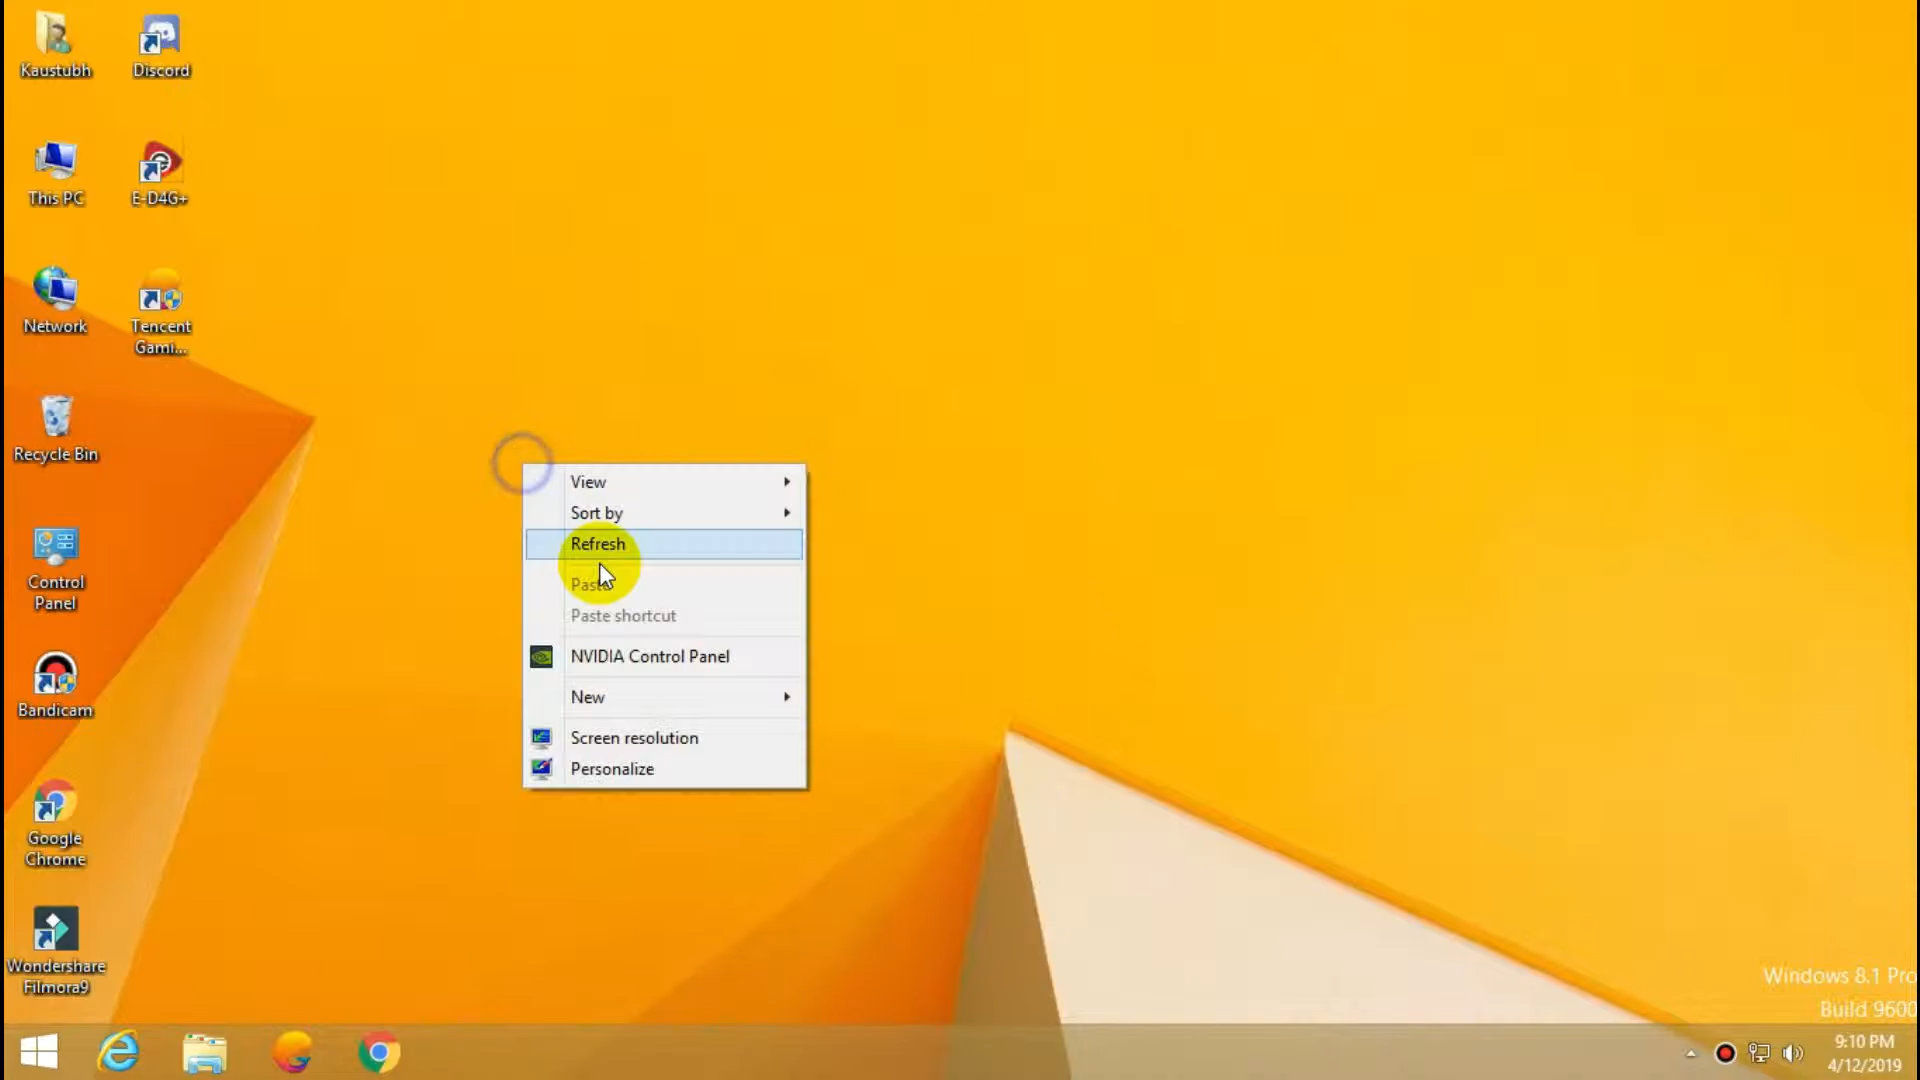 Kaustubh
Discord
This PC
E-D4G+
Network
Tencent
Gami...
Recycle Bin
Control
Panel
Bandicam
Google
Chrome
Wondershare
Filmora9
View
Sort by
Refresh
Paste
Paste shortcut
NVIDIA Control Panel
New
Screen resolution
Personalize
Windows 8.1 Pro
Build 9600
9:10 PM
4/12/2019